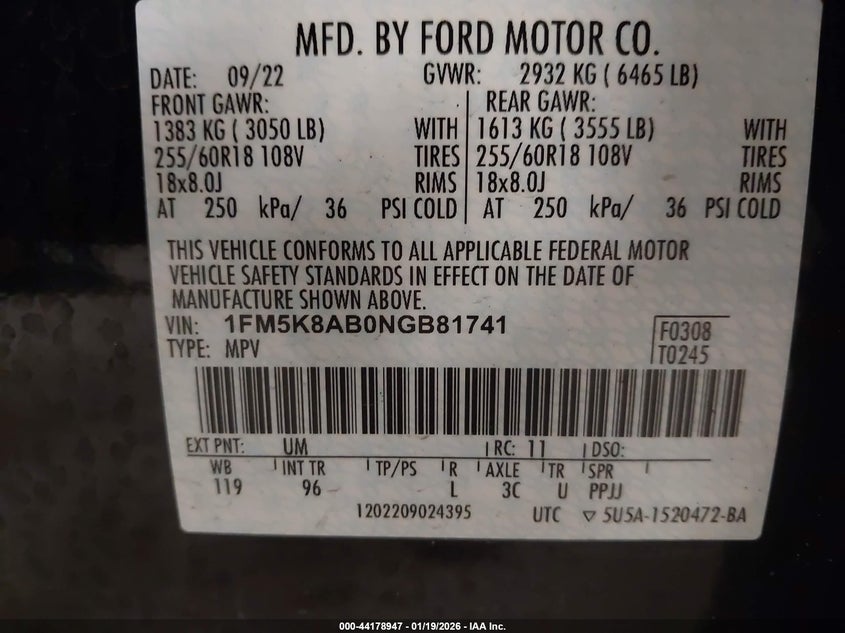 MFD. BY FORD MOTOR CO.
DATE: 09/22 GVWR: 2932 KG ( 6465 LB)
FRONT GAWR: REAR GAWR:
1383 KG ( 3050 LB) WITH 1613 KG ( 3555 LB) WITH
255/60R18 108V TIRES 255/60R18 108V TIRES
18x8.0J RIMS 18x8.0J RIMS
AT 250 kPa/ 36 PSI COLD AT 250 kPa/ 36 PSI COLD
THIS VEHICLE CONFORMS TO ALL APPLICABLE FEDERAL MOTOR
VEHICLE SAFETY STANDARDS IN EFFECT ON THE DATE OF
MANUFACTURE SHOWN ABOVE.
VIN: 1FM5K8AB0NGB81741 F0308
TYPE: MPV T0245
EXT PNT: UM RC: 11 DSO:
WB INT TR TP/PS R AXLE TR SPR
119 96 L 3C U PPJJ
1202209024395 UTC ▽ 5U5A-1520472-BA
000-44178947 - 01/19/2026 - IAA Inc.